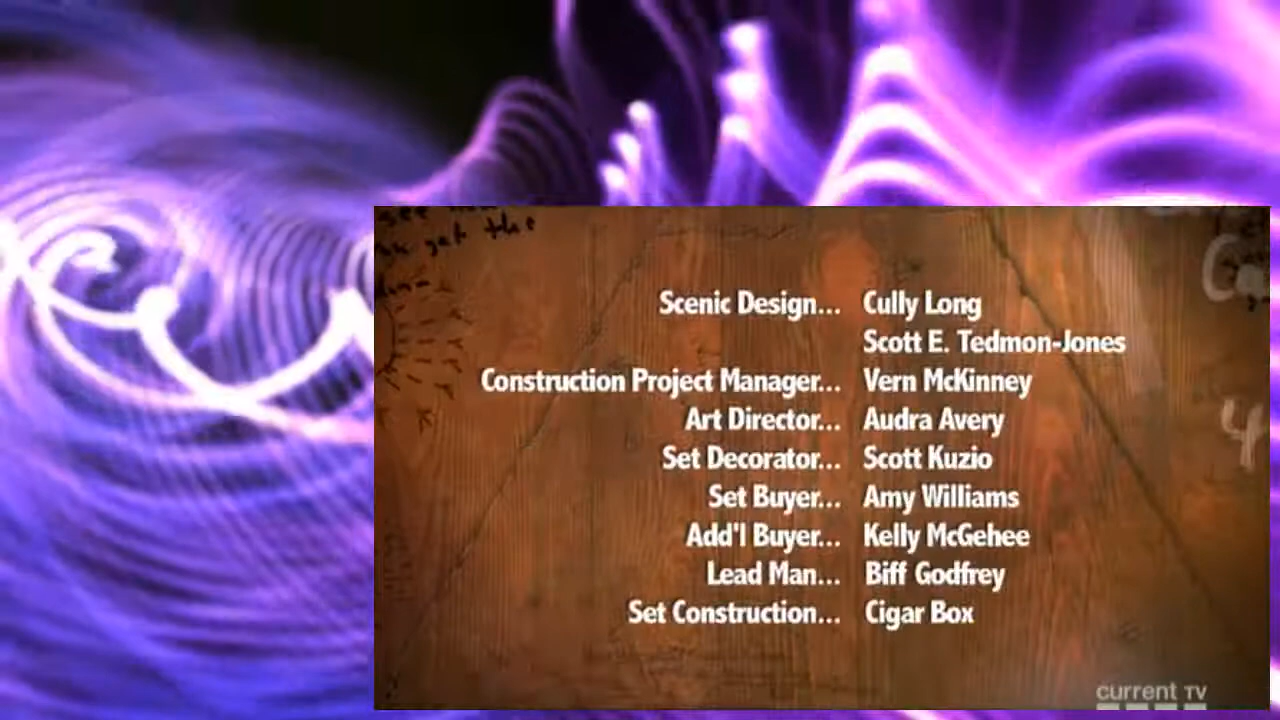 get the
Scenic Design... Cully Long
Scott E. Tedmon-Jones
Construction Project Manager... Vern McKinney
Art Director... Audra Avery
Set Decorator... Scott Kuzio
Set Buyer... Amy Williams
Add'l Buyer... Kelly McGehee
Lead Man... Biff Godfrey
Set Construction... Cigar Box
current TV